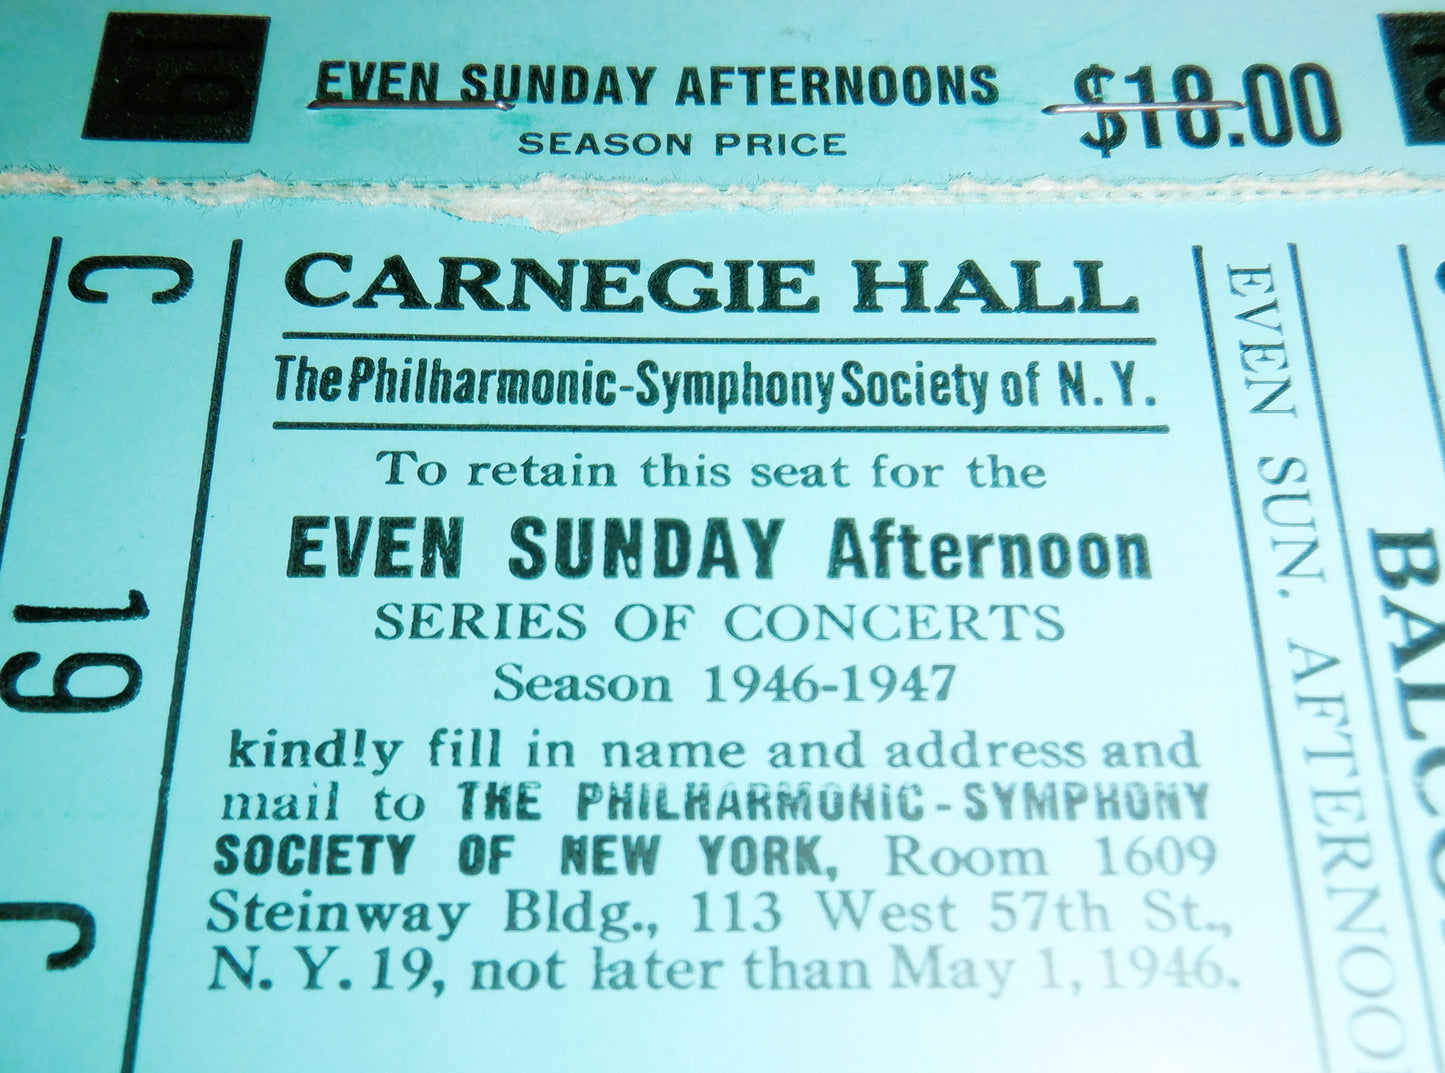 19
EVEN SUNDAY AFTERNOONS
SEASON PRICE
$18.00
C
19
J
CARNEGIE HALL
The Philharmonic-Symphony Society of N. Y.
To retain this seat for the
EVEN SUNDAY Afternoon
SERIES OF CONCERTS
Season 1946-1947
kindly fill in name and address and
mail to THE PHILHARMONIC-SYMPHONY
SOCIETY OF NEW YORK, Room 1609
Steinway Bldg., 113 West 57th St.,
N. Y. 19, not later than May 1, 1946.
EVEN SUN. AFTERNOO